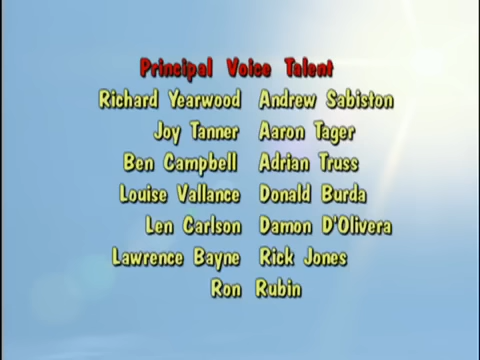 Principal Voice Talent
Richard Yearwood Andrew Sabiston
Joy Tanner Aaron Tager
Ben Campbell Adrian Truss
Louise Vallance Donald Burda
Len Carlson Damon D'Olivera
Lawrence Bayne Rick Jones
Ron Rubin